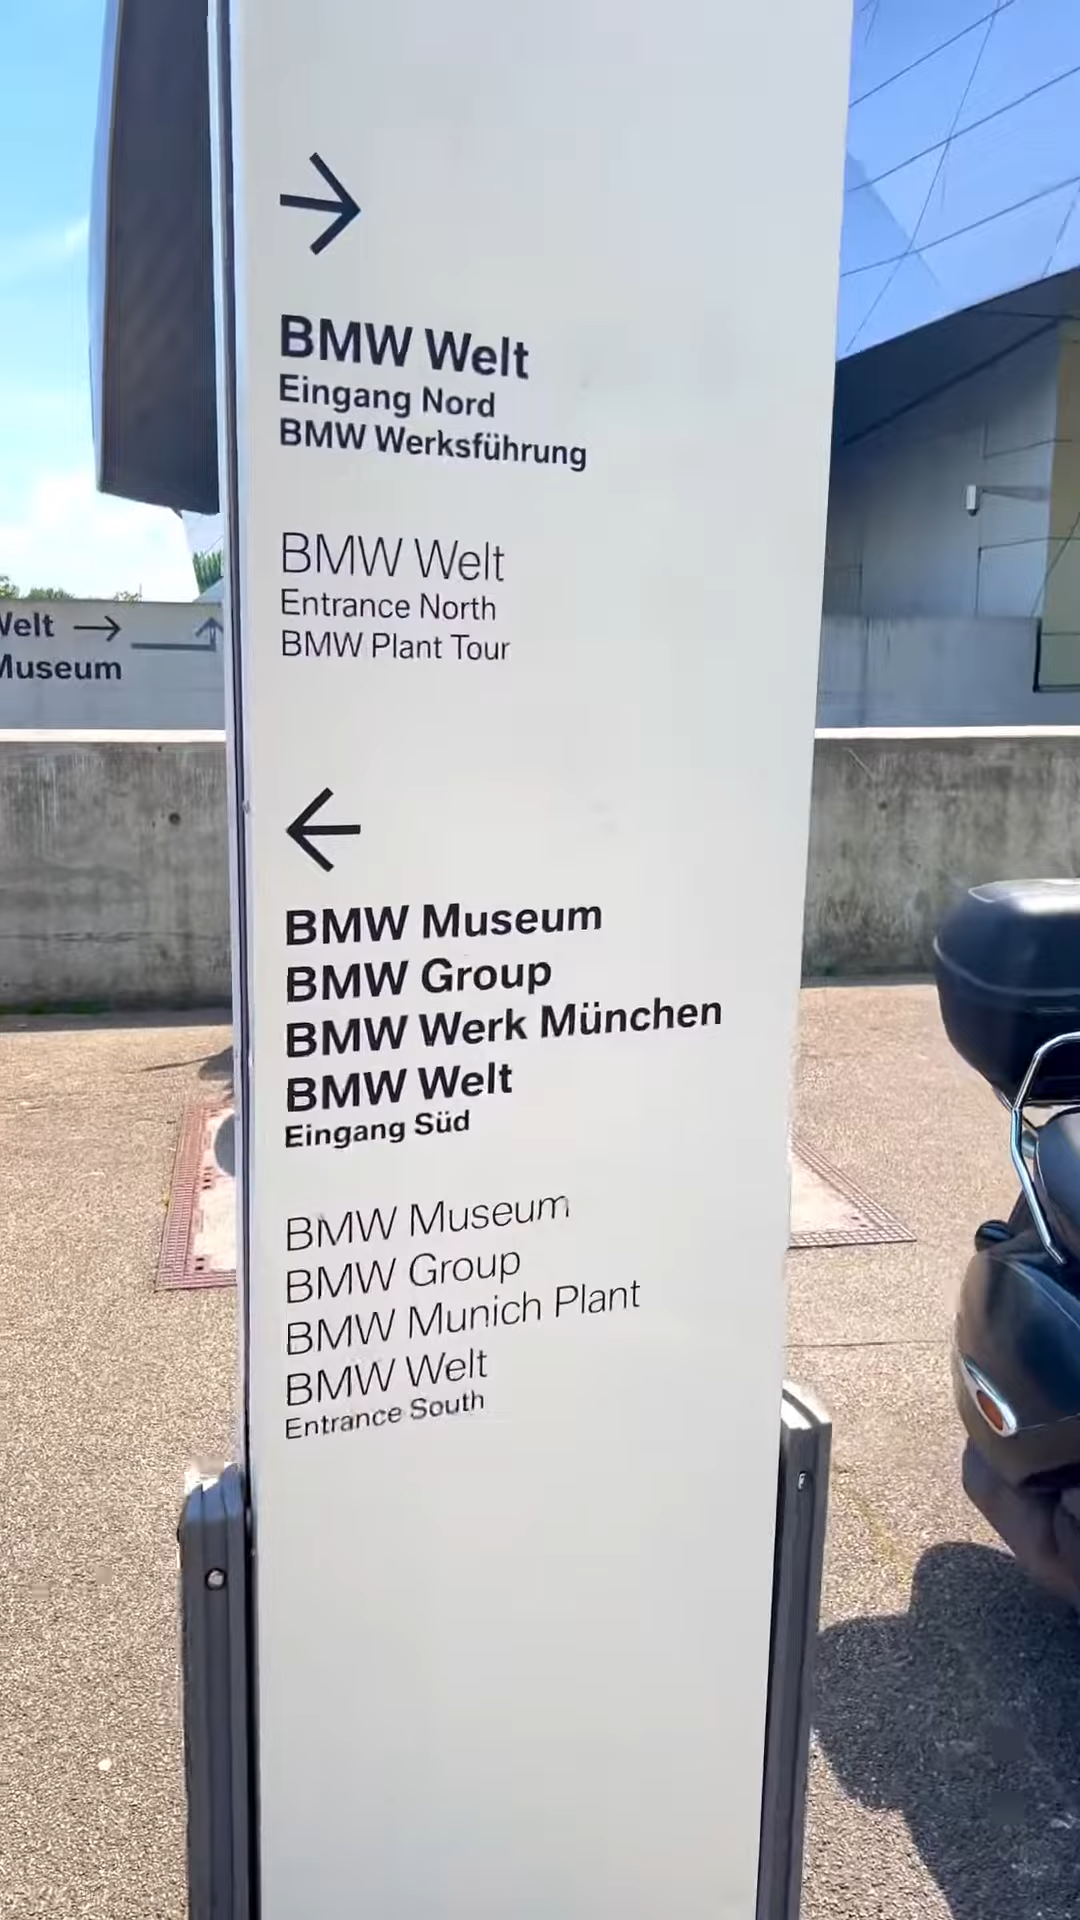 →
BMW Welt
Eingang Nord
BMW Werksführung
BMW Welt
Entrance North
BMW Plant Tour
Welt →
Museum
←
BMW Museum
BMW Group
BMW Werk München
BMW Welt
Eingang Süd
BMW Museum
BMW Group
BMW Munich Plant
BMW Welt
Entrance South